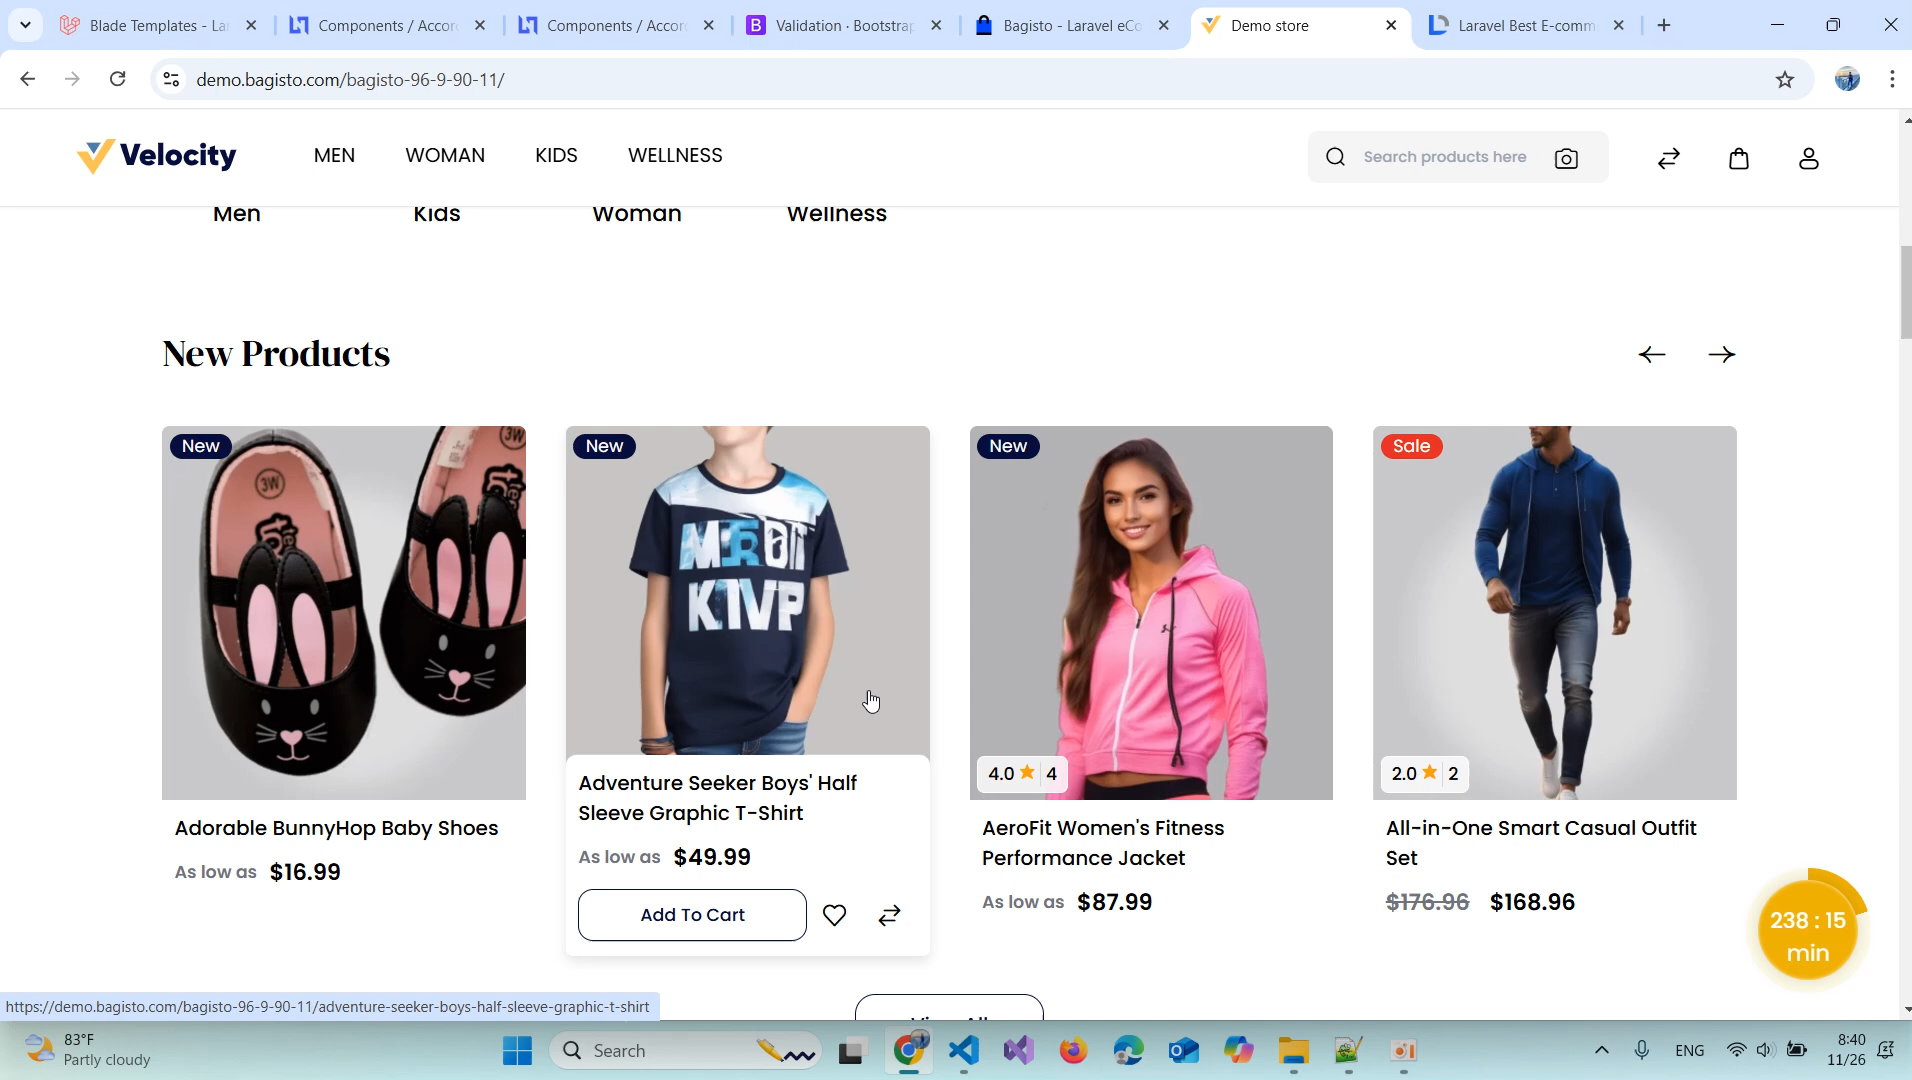 Blade Templates - La
Components / Accor
Components / Accor
Validation · Bootstrap
Bagisto - Laravel eCo
Demo store
Laravel Best E-comm
demo.bagisto.com/bagisto-96-9-90-11/
Velocity
MEN
WOMAN
KIDS
WELLNESS
Search products here
Men
Kids
Woman
Wellness
New Products
New
New
New
Sale
3W
4.0 ★ 4
2.0 ★ 2
Adorable BunnyHop Baby Shoes
As low as $16.99
Adventure Seeker Boys' Half
Sleeve Graphic T-Shirt
As low as $49.99
Add To Cart
AeroFit Women's Fitness
Performance Jacket
As low as $87.99
All-in-One Smart Casual Outfit
Set
$176.96 $168.96
238 : 15
min
https://demo.bagisto.com/bagisto-96-9-90-11/adventure-seeker-boys-half-sleeve-graphic-t-shirt
83°F
Partly cloudy
Search
ENG
8:40
11/26